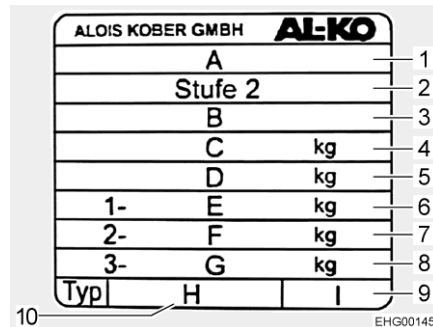 ALOIS KOBER GMBH AL-KO
A 1
Stufe 2 2
B 3
C kg 4
D kg 5
1- E kg 6
2- F kg 7
3- G kg 8
Typ H I 9
10
EHG00145